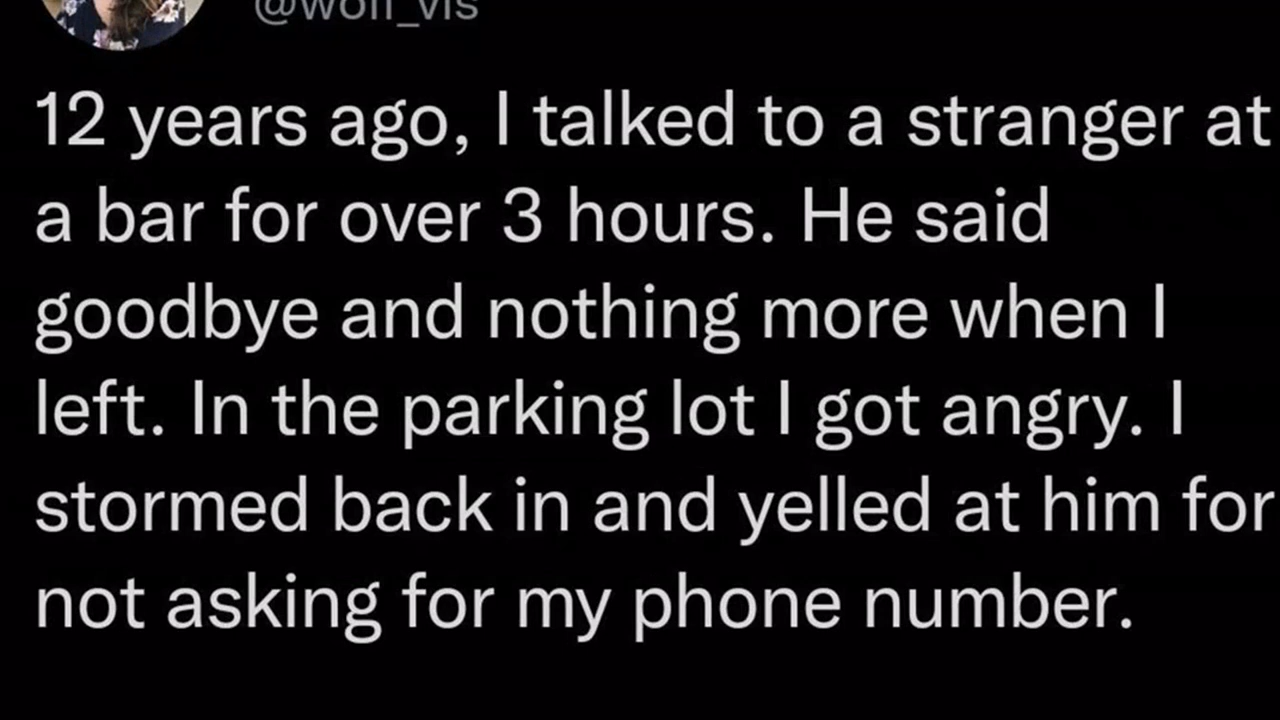 @wolf_vis
12 years ago, I talked to a stranger at
a bar for over 3 hours. He said
goodbye and nothing more when I
left. In the parking lot I got angry. I
stormed back in and yelled at him for
not asking for my phone number.